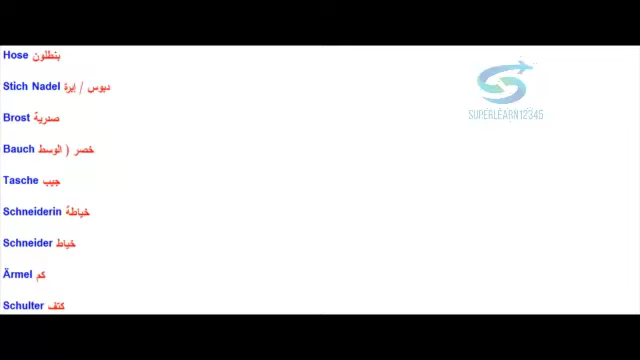 Hose بنطلون
Stich Nadel دبوس / إبرة
Brost صدرية
Bauch خصر ( الوسط
Tasche جيب
Schneiderin خياطة
Schneider خياط
Ärmel كم
Schulter كتف
SUPERLEARN12345